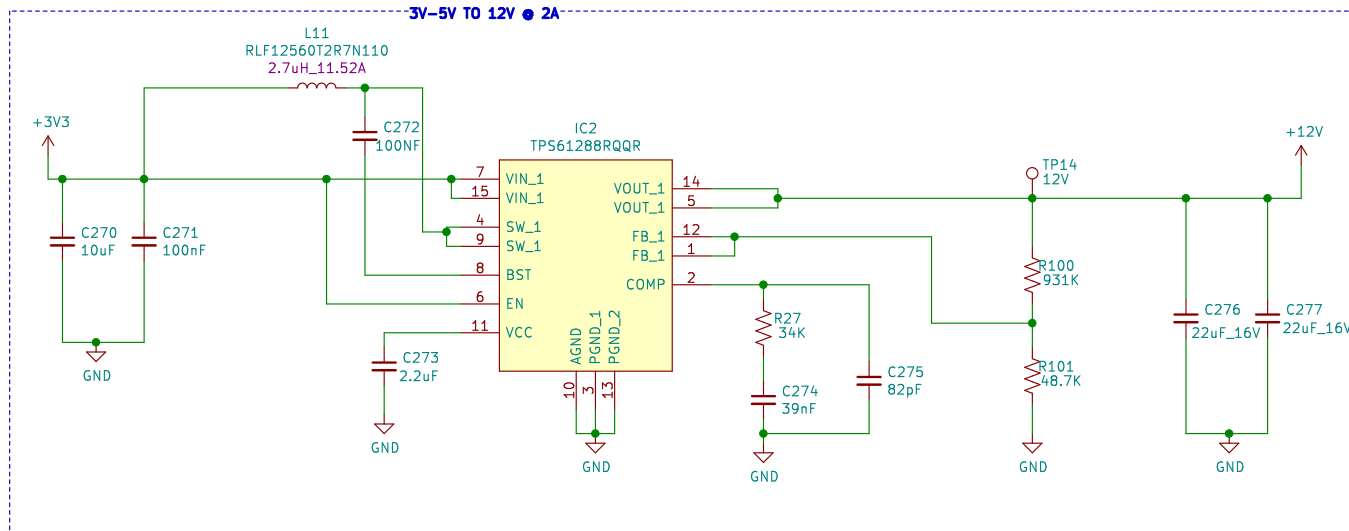 3V-5V TO 12V @ 2A
L11
RLF12560T2R7N110
2.7uH_11.52A
+3V3
C272
100NF
IC2
TPS61288RQQR
+12V
TP14
12V
7
VIN_1
15
VIN_1
4
SW_1
9
SW_1
8
BST
6
EN
11
VCC
VOUT_1
14
VOUT_1
5
FB_1
12
FB_1
1
COMP
2
AGND
PGND_1
PGND_2
10
3
13
C270
10uF
C271
100nF
GND
C273
2.2uF
GND
GND
R27
34K
C274
39nF
C275
82pF
GND
R100
931K
R101
48.7K
GND
C276
22uF_16V
C277
22uF_16V
GND